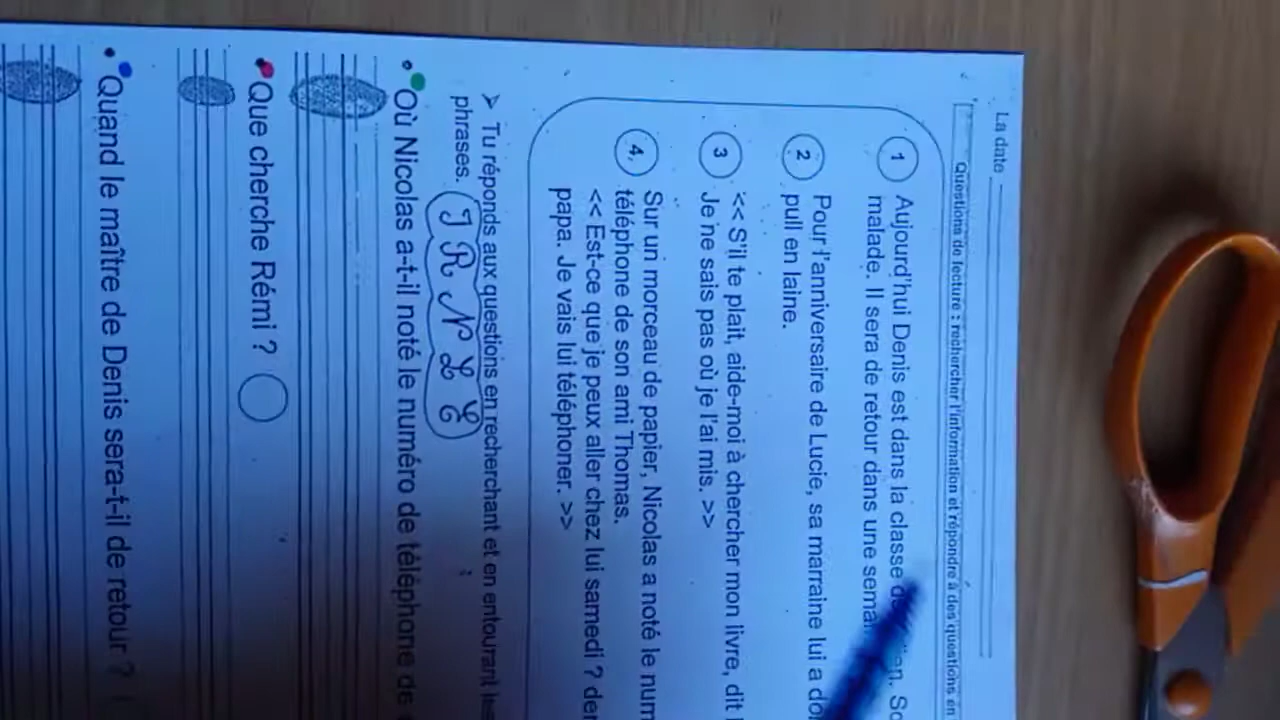 La date
Questions de lecture : rechercher l'information et répondre à des questions en
1 Aujourd'hui Denis est dans la classe
malade. Il sera de retour dans une
2 Pour l'anniversaire de Lucie, sa marraine lui a
pull en laine.
3 << S'il te plait, aide-moi à chercher mon livre, dit
Je ne sais pas où je l'ai mis. >>
4 Sur un morceau de papier, Nicolas a noté le
téléphone de son ami Thomas.
<< Est-ce que je peux aller chez lui samedi ?
papa. Je vais lui téléphoner. >>
➤ Tu réponds aux questions en recherchant et en entourant les
phrases. J R N L C
• Où Nicolas a-t-il noté le numéro de téléphone de
• Que cherche Rémi ?
• Quand le maître de Denis sera-t-il de retour ?